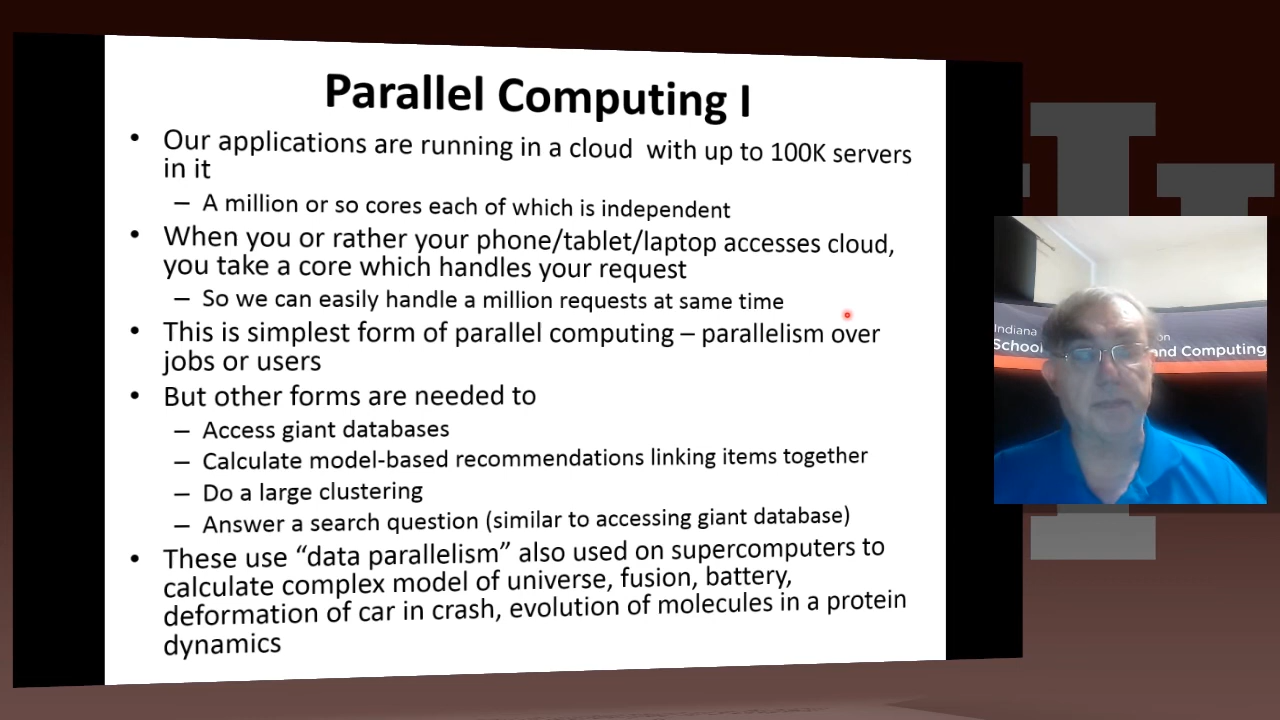 Parallel Computing I
• Our applications are running in a cloud with up to 100K servers
in it
– A million or so cores each of which is independent
• When you or rather your phone/tablet/laptop accesses cloud,
you take a core which handles your request
– So we can easily handle a million requests at same time
• This is simplest form of parallel computing – parallelism over
jobs or users
• But other forms are needed to
– Access giant databases
– Calculate model-based recommendations linking items together
– Do a large clustering
– Answer a search question (similar to accessing giant database)
• These use “data parallelism” also used on supercomputers to
calculate complex model of universe, fusion, battery,
deformation of car in crash, evolution of molecules in a protein
dynamics
Indiana
School and Computing